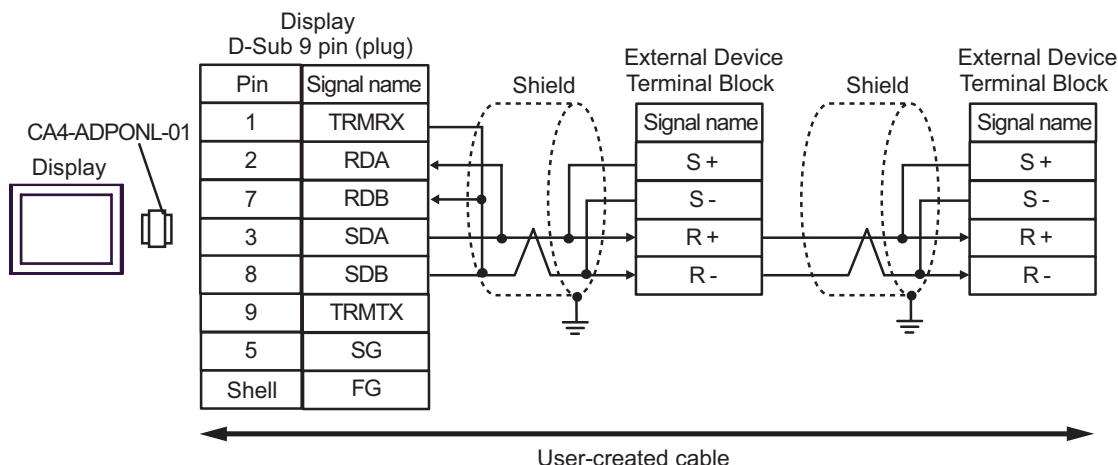 Display
D-Sub 9 pin (plug)
Pin Signal name
1 TRMRX
2 RDA
7 RDB
3 SDA
8 SDB
9 TRMTX
5 SG
Shell FG
CA4-ADPONL-01
Display
Shield
External Device
Terminal Block
Signal name
S +
S -
R +
R -
Shield
External Device
Terminal Block
Signal name
S +
S -
R +
R -
User-created cable